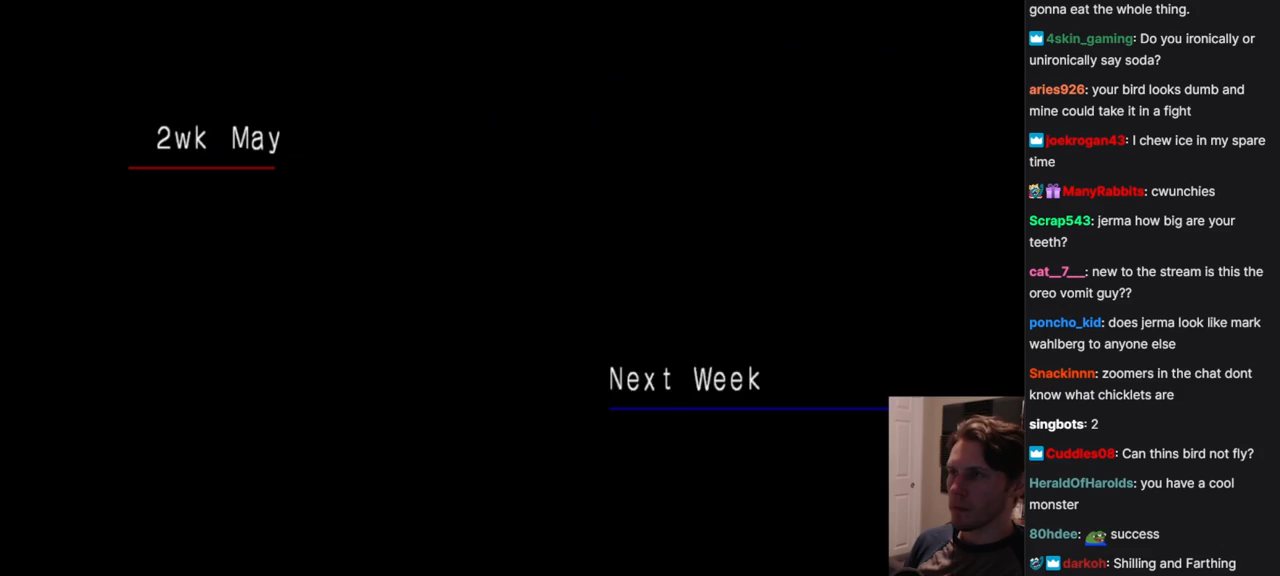 2wk May
Next Week
gonna eat the whole thing.
4skin_gaming: Do you ironically or
unironically say soda?
aries926: your bird looks dumb and
mine could take it in a fight
joekrogan43: I chew ice in my spare
time
ManyRabbits: cwunchies
Scrap543: jerma how big are your
teeth?
cat__7__: new to the stream is this the
oreo vomit guy??
poncho_kid: does jerma look like mark
wahlberg to anyone else
Snackinnn: zoomers in the chat dont
know what chicklets are
singbots: 2
Cuddles08: Can thins bird not fly?
HeraldOfHarolds: you have a cool
monster
80hdee: success
darkoh: Shilling and Farthing